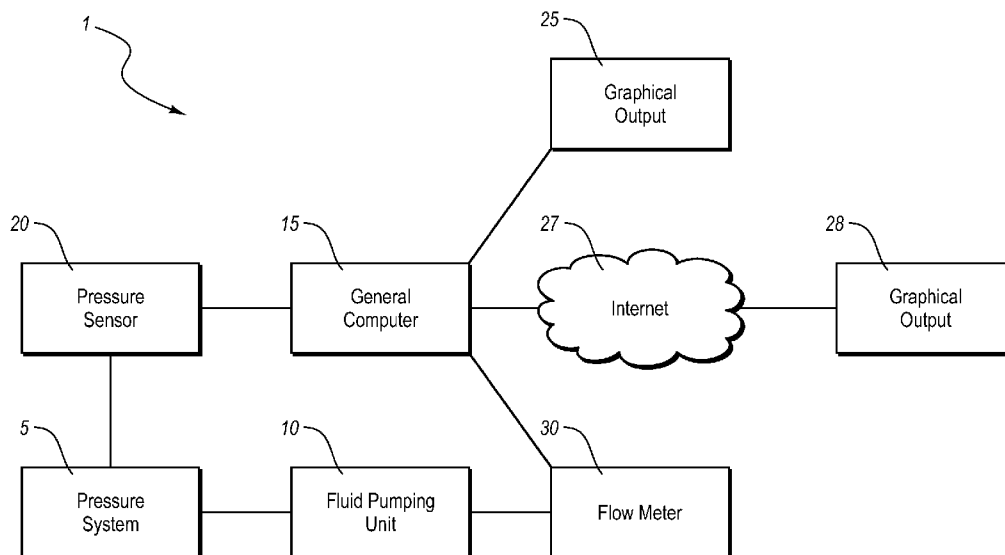 1
25
Graphical
Output
20
Pressure
Sensor
15
General
Computer
27
Internet
28
Graphical
Output
5
Pressure
System
10
Fluid Pumping
Unit
30
Flow Meter